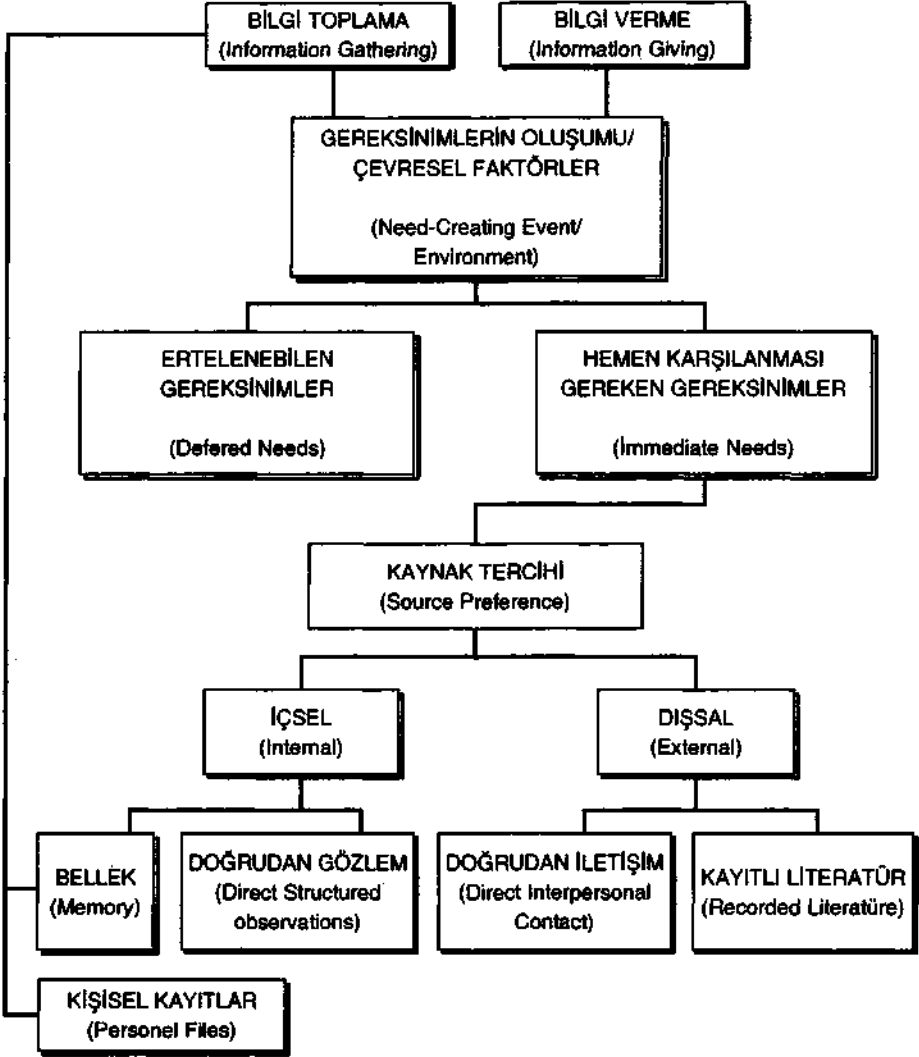 BİLGİ TOPLAMA
(Information Gathering)
BİLGİ VERME
(Information Giving)
GEREKSİNİMLERİN OLUŞUMU/
ÇEVRESEL FAKTÖRLER
(Need-Creating Event/
Environment)
ERTELENEBİLEN
GEREKSİNİMLER
(Defered Needs)
HEMEN KARŞILANMASI
GEREKEN GEREKSİNİMLER
(İmmediate Needs)
KAYNAK TERCİHİ
(Source Preference)
İÇSEL
(Internal)
DIŞSAL
(External)
BELLEK
(Memory)
DOĞRUDAN GÖZLEM
(Direct Structured
observations)
DOĞRUDAN İLETİŞİM
(Direct Interpersonal
Contact)
KAYITLI LİTERATÜR
(Recorded Literatüre)
KİŞİSEL KAYITLAR
(Personel Files)